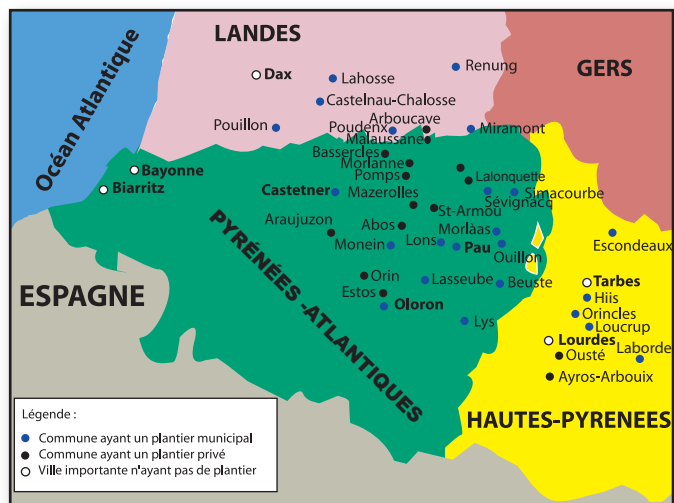 LANDES
GERS
Océan Atlantique
Dax
Lahosse
Renung
Castelnau-Chalosse
Pouillon
Poudenx
Arboucave
Malaussane
Miramont
Bassercles
Morlanne
Pomps
Lalonquette
Bayonne
Biarritz
Castetner
Mazerolles
Sévignacq
Simacourbe
St-Armou
Araujuzon
Abos
Morlàas
Monein
Lons
Pau
Ouillon
Escondeaux
PYRÉNÉES -ATLANTIQUES
ESPAGNE
Orin
Estos
Oloron
Lasseube
Beuste
Lys
Tarbes
Hiis
Orincles
Loucrup
Lourdes
Ousté
Laborde
Ayros-Arbouix
HAUTES-PYRENEES
Légende :
Commune ayant un plantier municipal
Commune ayant un plantier privé
Ville importante n'ayant pas de plantier